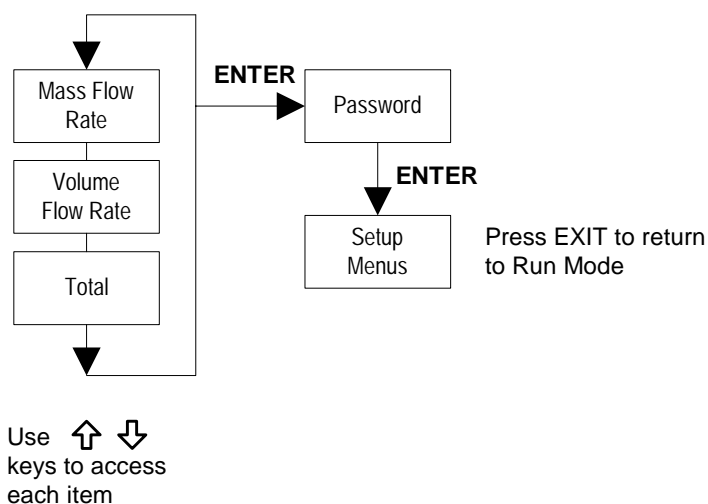 Mass Flow
Rate
Volume
Flow Rate
Total
ENTER
Password
ENTER
Setup
Menus
Press EXIT to return
to Run Mode
Use
keys to access
each item